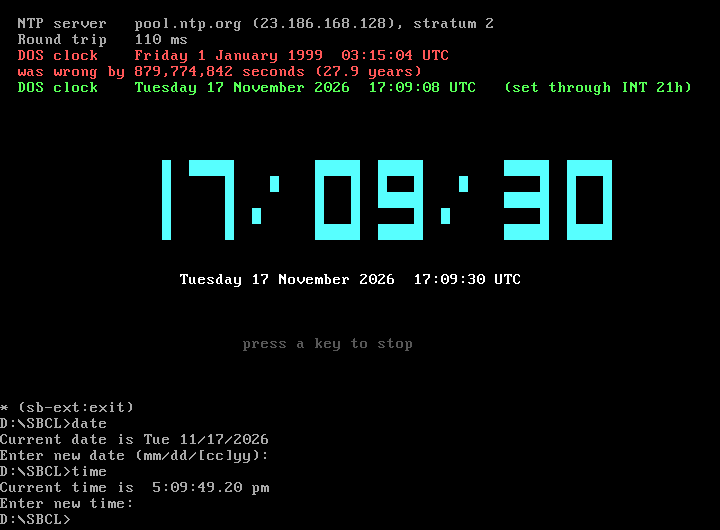 NTP server   pool.ntp.org (23.186.168.128), stratum 2
Round trip   110 ms
DOS clock    Friday 1 January 1999  03:15:04 UTC
was wrong by 879,774,842 seconds (27.9 years)
DOS clock    Tuesday 17 November 2026  17:09:08 UTC   (set through INT 21h)
17:09:30
Tuesday 17 November 2026  17:09:30 UTC
press a key to stop
* (sb-ext:exit)
D:\SBCL>date
Current date is Tue 11/17/2026
Enter new date (mm/dd/[cc]yy):
D:\SBCL>time
Current time is  5:09:49.20 pm
Enter new time:
D:\SBCL>